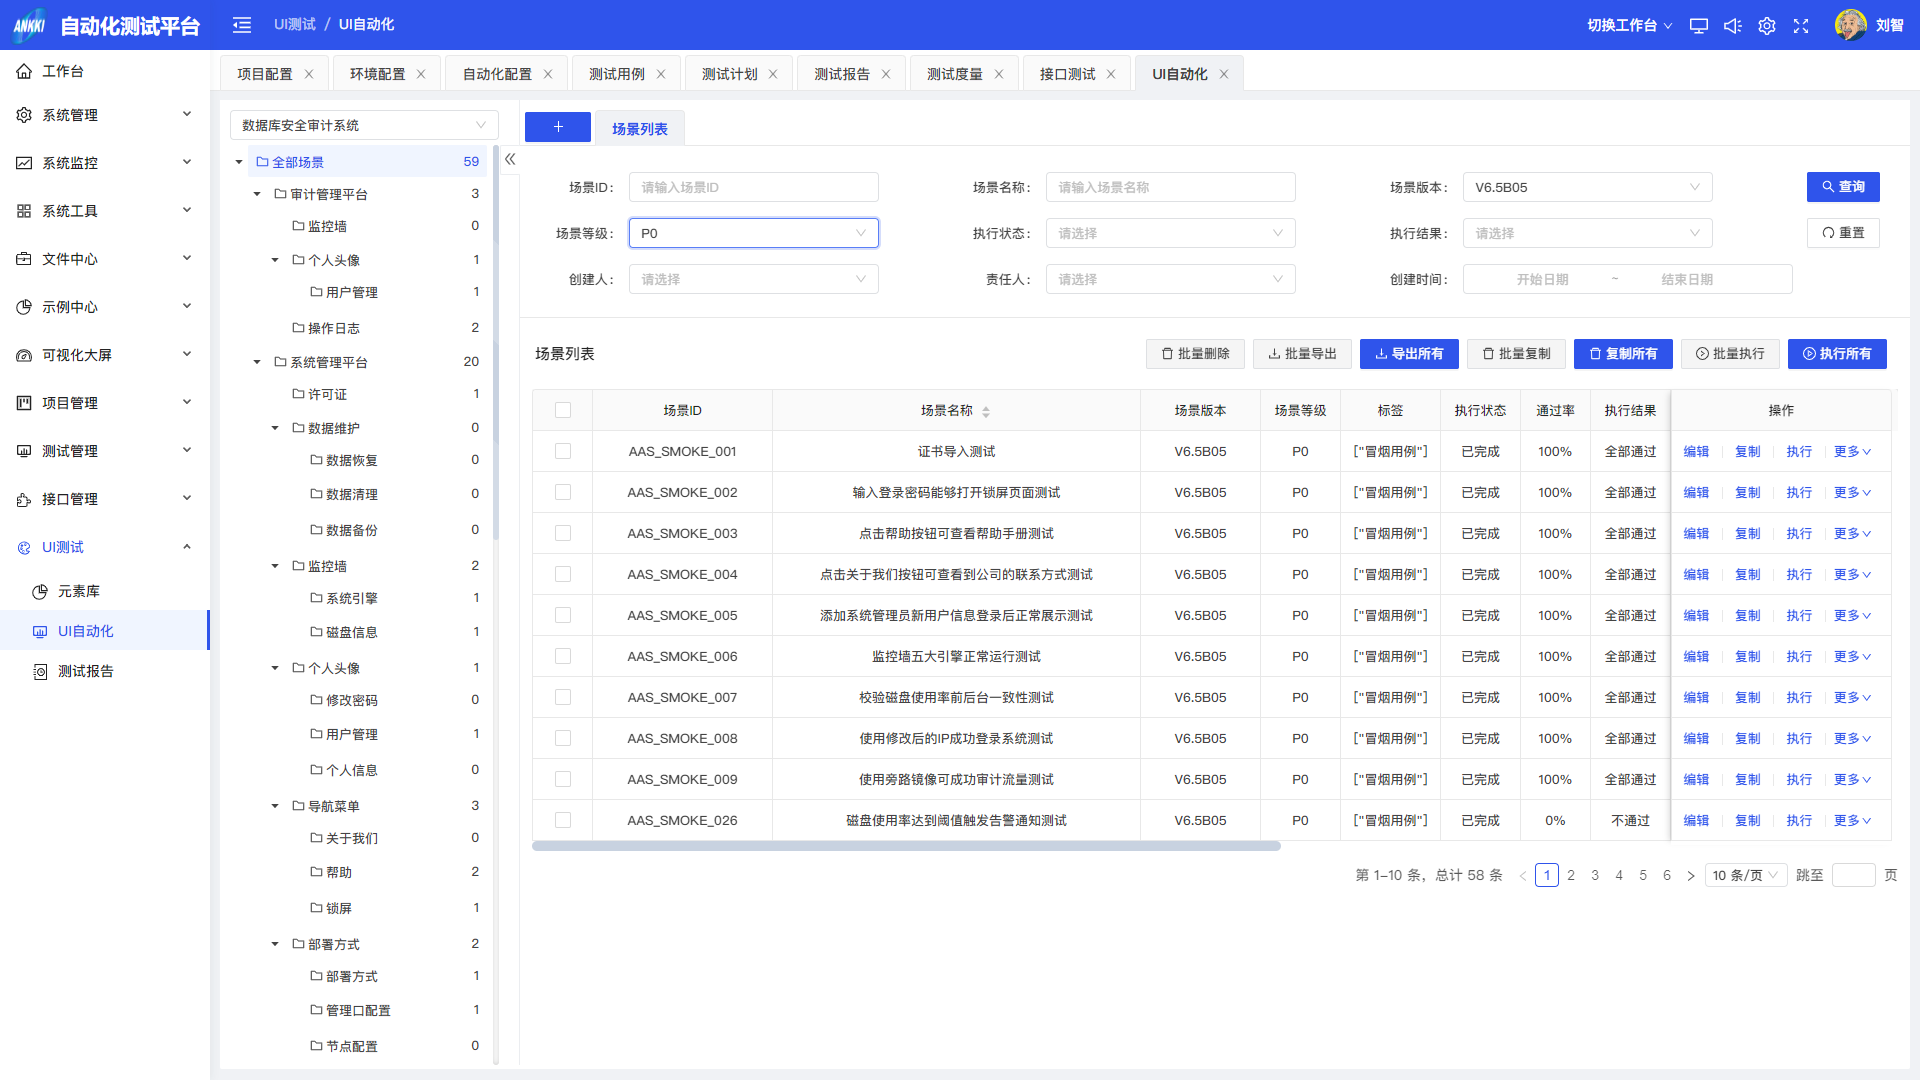 ANKKI 自动化测试平台
UI测试 / UI自动化
切换工作台
刘智
工作台
系统管理
系统监控
系统工具
文件中心
示例中心
可视化大屏
项目管理
测试管理
接口管理
UI测试
元素库
UI自动化
测试报告
项目配置 环境配置 自动化配置 测试用例 测试计划 测试报告 测试度量 接口测试 UI自动化
数据库安全审计系统
全部场景 59
审计管理平台 3
监控墙 0
个人头像 1
用户管理 1
操作日志 2
系统管理平台 20
许可证 1
数据维护 0
数据恢复 0
数据清理 0
数据备份 0
监控墙 2
系统引擎 1
磁盘信息 1
个人头像 1
修改密码 0
用户管理 1
个人信息 0
导航菜单 3
关于我们 0
帮助 2
锁屏 1
部署方式 2
部署方式 1
管理口配置 1
节点配置 0
+ 场景列表
场景ID: 请输入场景ID 场景名称: 请输入场景名称 场景版本: V6.5B05 查询
场景等级: P0 执行状态: 请选择 执行结果: 请选择 重置
创建人: 请选择 责任人: 请选择 创建时间: 开始日期 ~ 结束日期
场景列表 批量删除 批量导出 导出所有 批量复制 复制所有 批量执行 执行所有
场景ID 场景名称 场景版本 场景等级 标签 执行状态 通过率 执行结果 操作
AAS_SMOKE_001 证书导入测试 V6.5B05 P0 ["冒烟用例"] 已完成 100% 全部通过 编辑 复制 执行 更多
AAS_SMOKE_002 输入登录密码能够打开锁屏页面测试 V6.5B05 P0 ["冒烟用例"] 已完成 100% 全部通过 编辑 复制 执行 更多
AAS_SMOKE_003 点击帮助按钮可查看帮助手册测试 V6.5B05 P0 ["冒烟用例"] 已完成 100% 全部通过 编辑 复制 执行 更多
AAS_SMOKE_004 点击关于我们按钮可查看到公司的联系方式测试 V6.5B05 P0 ["冒烟用例"] 已完成 100% 全部通过 编辑 复制 执行 更多
AAS_SMOKE_005 添加系统管理员新用户信息登录后正常展示测试 V6.5B05 P0 ["冒烟用例"] 已完成 100% 全部通过 编辑 复制 执行 更多
AAS_SMOKE_006 监控墙五大引擎正常运行测试 V6.5B05 P0 ["冒烟用例"] 已完成 100% 全部通过 编辑 复制 执行 更多
AAS_SMOKE_007 校验磁盘使用率前后台一致性测试 V6.5B05 P0 ["冒烟用例"] 已完成 100% 全部通过 编辑 复制 执行 更多
AAS_SMOKE_008 使用修改后的IP成功登录系统测试 V6.5B05 P0 ["冒烟用例"] 已完成 100% 全部通过 编辑 复制 执行 更多
AAS_SMOKE_009 使用旁路镜像可成功审计流量测试 V6.5B05 P0 ["冒烟用例"] 已完成 100% 全部通过 编辑 复制 执行 更多
AAS_SMOKE_026 磁盘使用率达到阈值触发告警通知测试 V6.5B05 P0 ["冒烟用例"] 已完成 0% 不通过 编辑 复制 执行 更多
第 1-10 条，总计 58 条 < 1 2 3 4 5 6 > 10 条/页 跳至 页